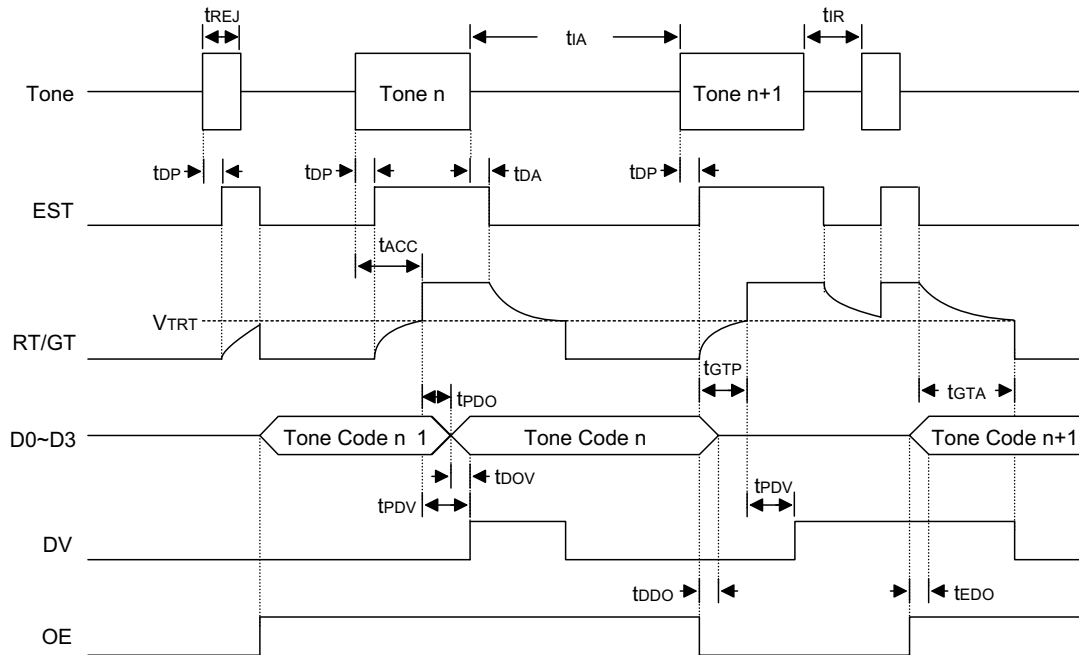 tREJ
tIA
tIR
Tone
Tone n
Tone n+1
tDP
tDP
tDA
tDP
EST
tACC
VTRT
RT/GT
tGTP
tGTA
tPDO
D0~D3
Tone Code n 1
Tone Code n
Tone Code n+1
tDOV
tPDV
tPDV
DV
tDDO
tEDO
OE